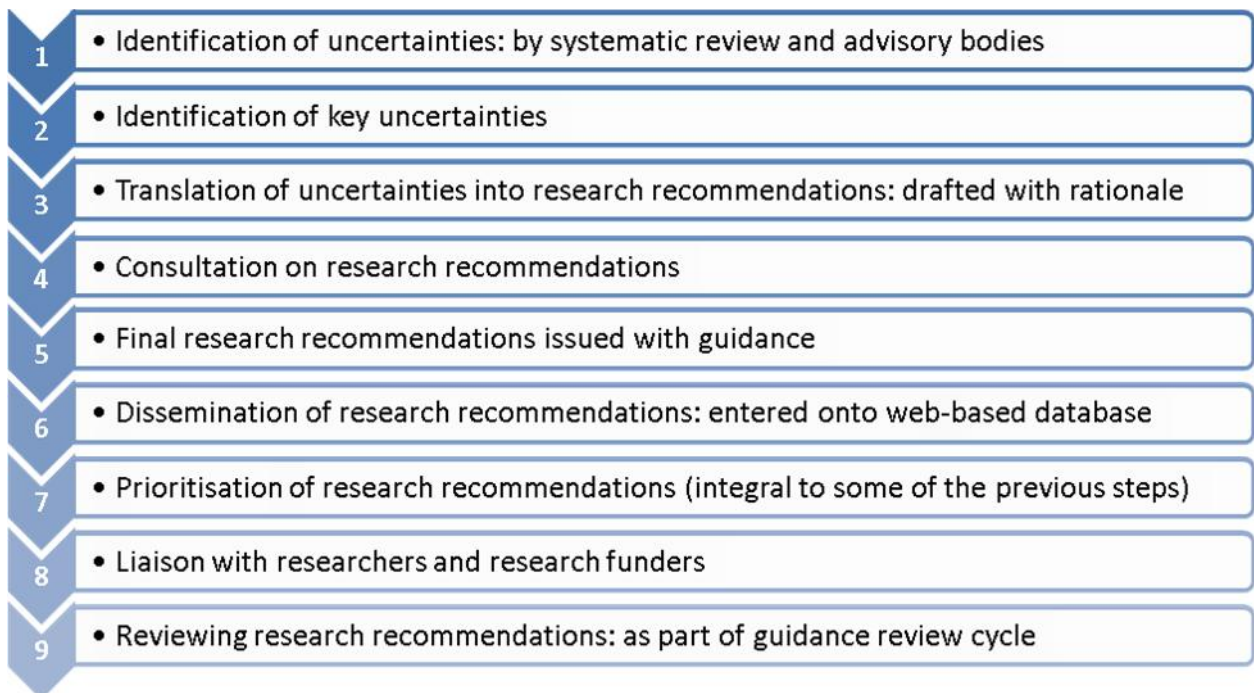 1 • Identification of uncertainties: by systematic review and advisory bodies
2 • Identification of key uncertainties
3 • Translation of uncertainties into research recommendations: drafted with rationale
4 • Consultation on research recommendations
5 • Final research recommendations issued with guidance
6 • Dissemination of research recommendations: entered onto web-based database
7 • Prioritisation of research recommendations (integral to some of the previous steps)
8 • Liaison with researchers and research funders
9 • Reviewing research recommendations: as part of guidance review cycle